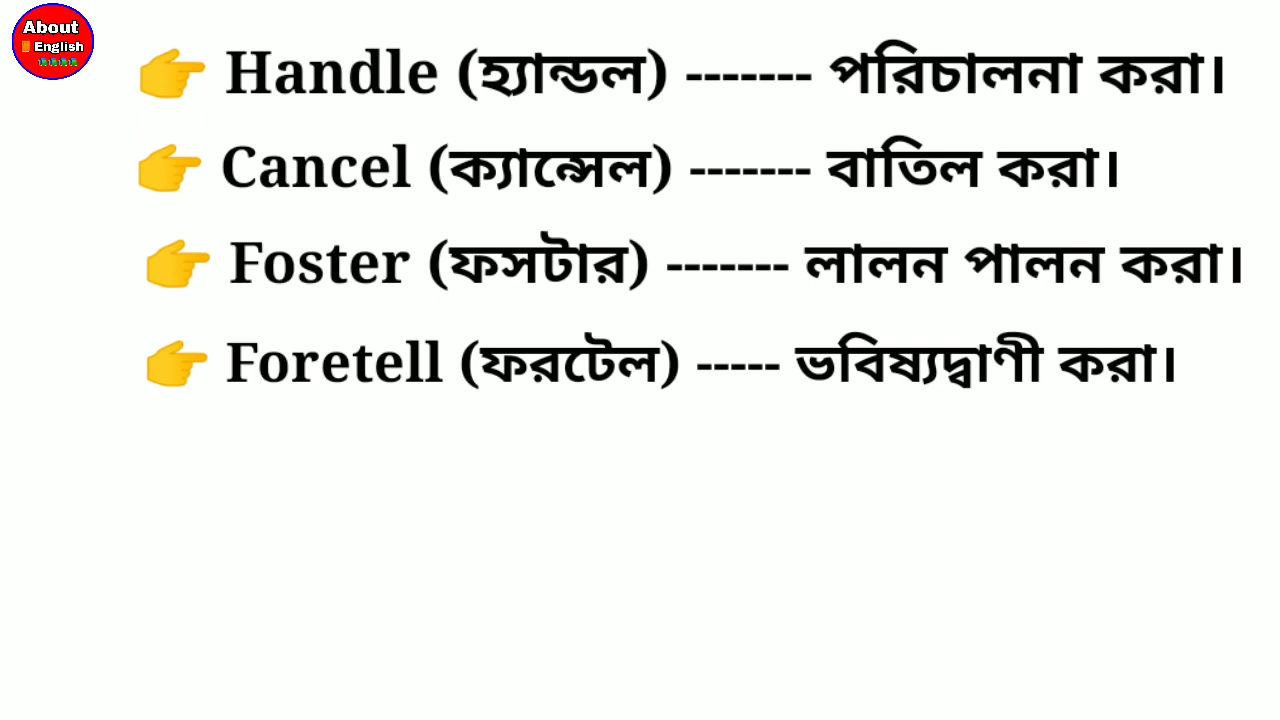 About
English
👉 Handle (হ্যান্ডল) ------- পরিচালনা করা।
👉 Cancel (ক্যান্সেল) ------- বাতিল করা।
👉 Foster (ফসটার) ------- লালন পালন করা।
👉 Foretell (ফরটেল) ----- ভবিষ্যদ্বাণী করা।